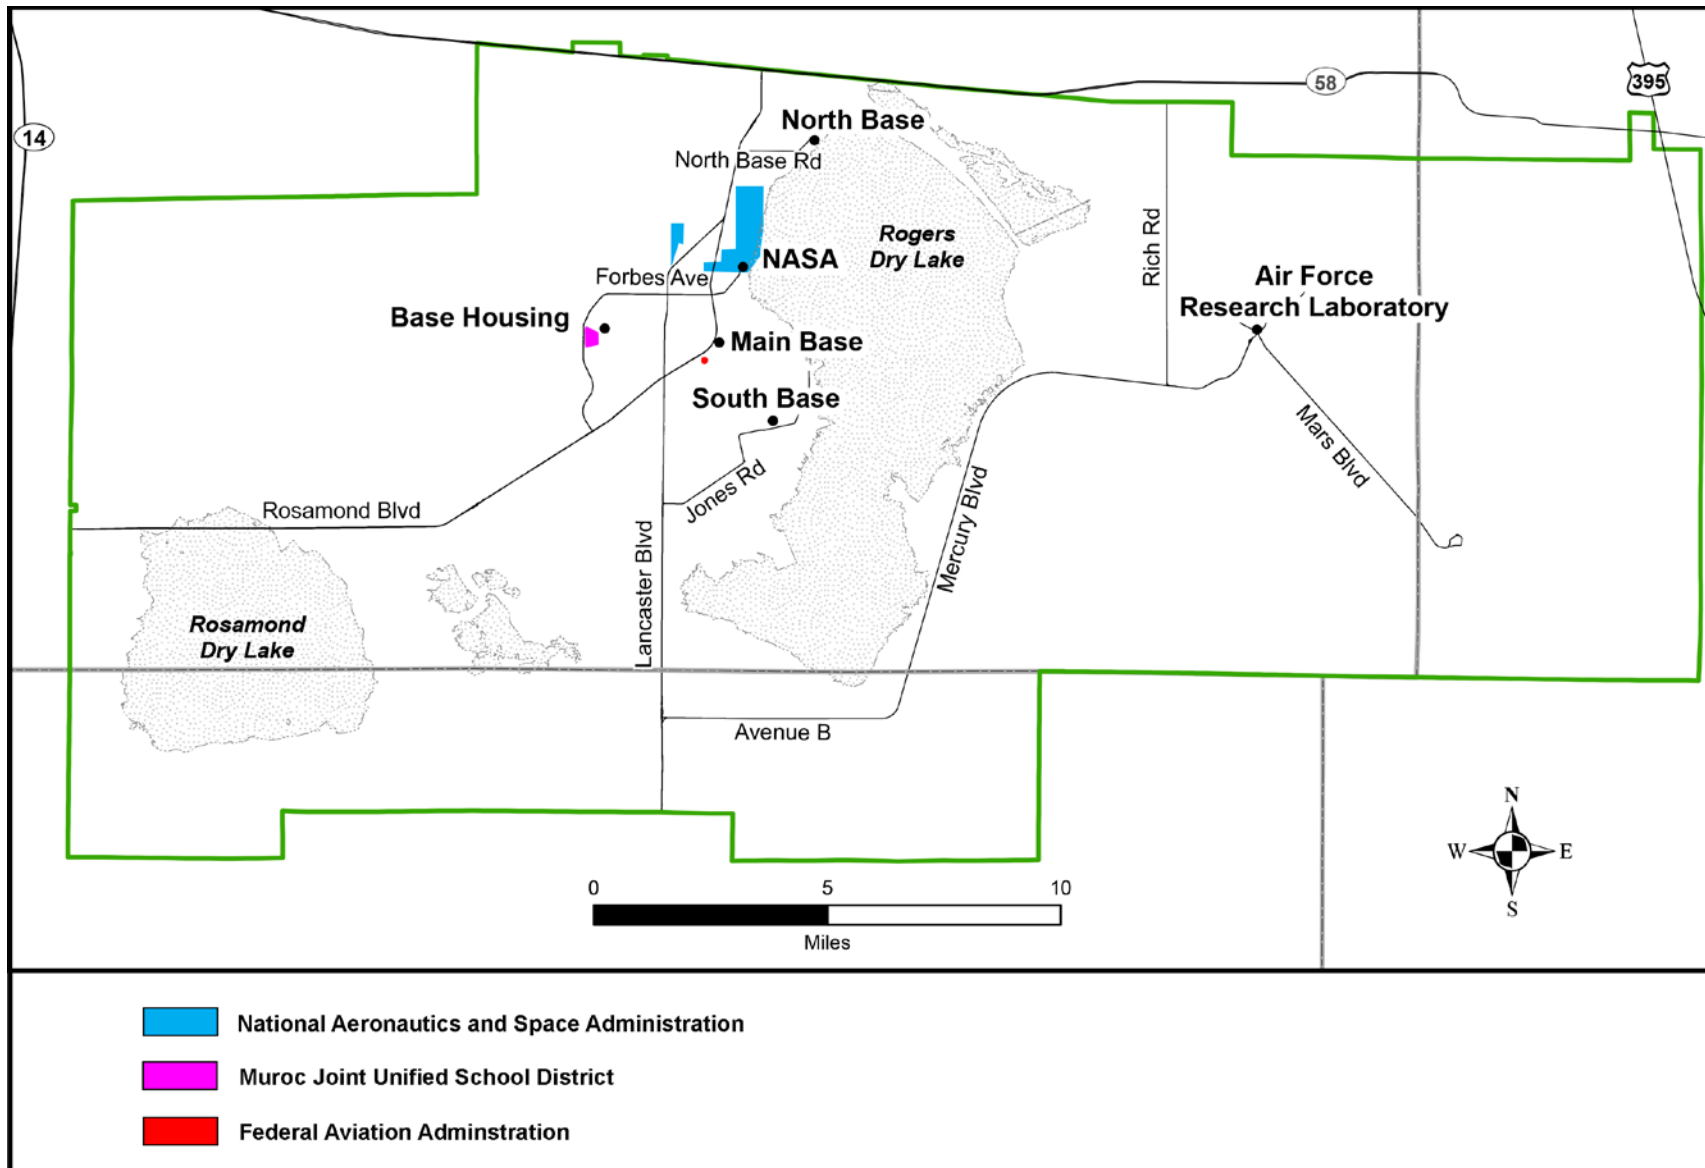 58
395
14
North Base
North Base Rd
Rogers
Dry Lake
Rich Rd
NASA
Forbes Ave
Air Force
Research Laboratory
Base Housing
Main Base
South Base
Mars Blvd
Jones Rd
Mercury Blvd
Rosamond Blvd
Lancaster Blvd
Rosamond
Dry Lake
Avenue B
N
W E
S
0 5 10
Miles
National Aeronautics and Space Administration
Muroc Joint Unified School District
Federal Aviation Adminstration